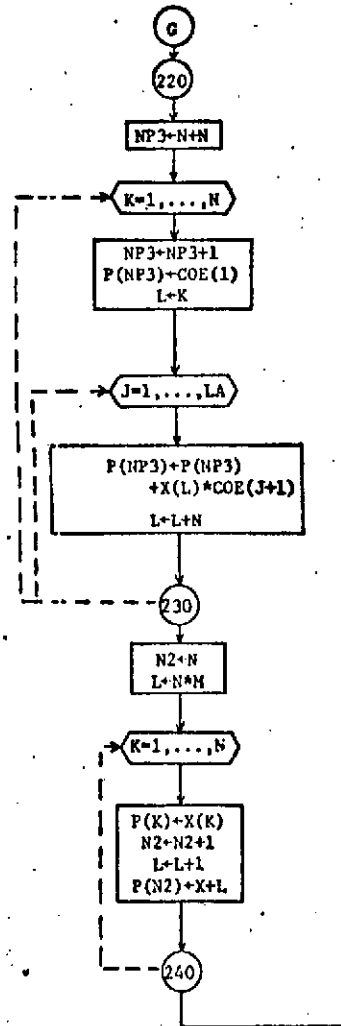 G
220
NP3←N+N
K=1,...,N
NP3←NP3+1
P(NP3)←COE(1)
L←K
J=1,...,LA
P(NP3)←P(NP3)
+X(L)*COE(J+1)
L←L+N
230
N2←N
L←N*M
K=1,...,N
P(K)←X(K)
N2←N2+1
L←L+1
P(N2)←X+L
240